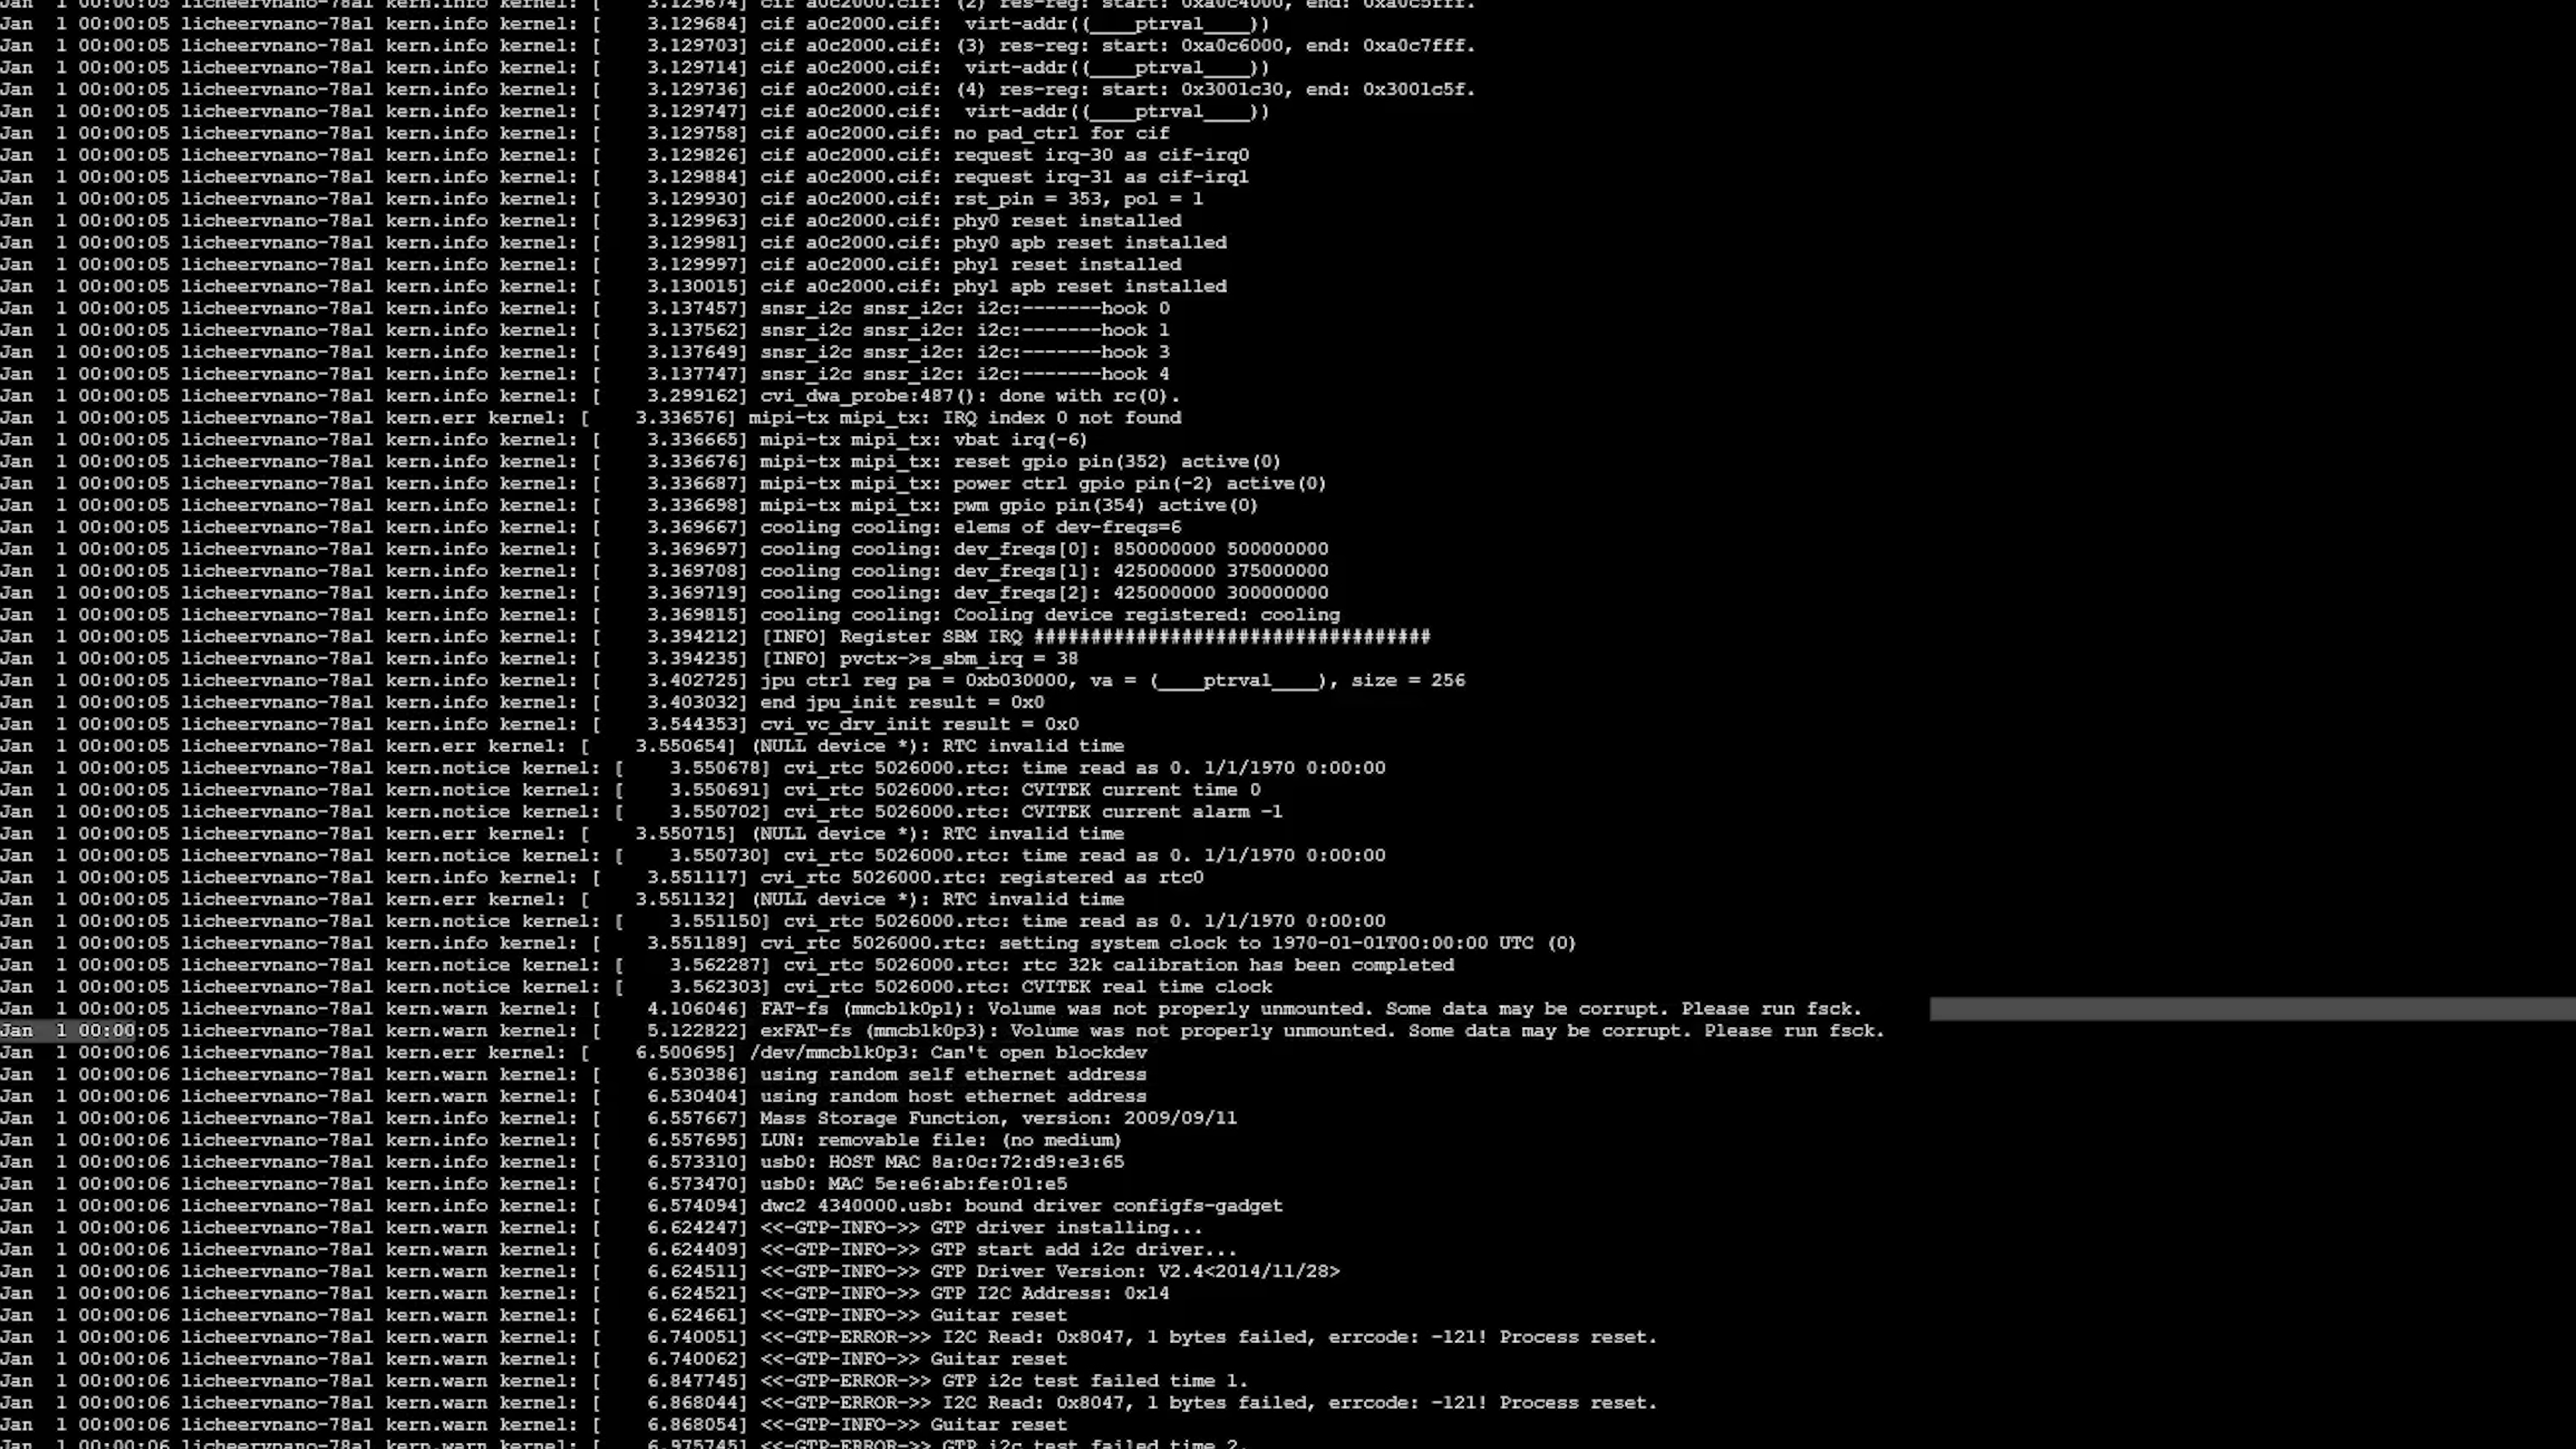 Jan  1 00:00:05 licheervnano-78a1 kern.info kernel: [    3.129674] cif a0c2000.cif: (2) res-reg: start: 0xa0c4000, end: 0xa0c5fff.
Jan  1 00:00:05 licheervnano-78a1 kern.info kernel: [    3.129684] cif a0c2000.cif:  virt-addr((____ptrval____))
Jan  1 00:00:05 licheervnano-78a1 kern.info kernel: [    3.129703] cif a0c2000.cif: (3) res-reg: start: 0xa0c6000, end: 0xa0c7fff.
Jan  1 00:00:05 licheervnano-78a1 kern.info kernel: [    3.129714] cif a0c2000.cif:  virt-addr((____ptrval____))
Jan  1 00:00:05 licheervnano-78a1 kern.info kernel: [    3.129736] cif a0c2000.cif: (4) res-reg: start: 0x3001c30, end: 0x3001c5f.
Jan  1 00:00:05 licheervnano-78a1 kern.info kernel: [    3.129747] cif a0c2000.cif:  virt-addr((____ptrval____))
Jan  1 00:00:05 licheervnano-78a1 kern.info kernel: [    3.129758] cif a0c2000.cif: no pad_ctrl for cif
Jan  1 00:00:05 licheervnano-78a1 kern.info kernel: [    3.129826] cif a0c2000.cif: request irq-30 as cif-irq0
Jan  1 00:00:05 licheervnano-78a1 kern.info kernel: [    3.129884] cif a0c2000.cif: request irq-31 as cif-irq1
Jan  1 00:00:05 licheervnano-78a1 kern.info kernel: [    3.129930] cif a0c2000.cif: rst_pin = 353, pol = 1
Jan  1 00:00:05 licheervnano-78a1 kern.info kernel: [    3.129963] cif a0c2000.cif: phy0 reset installed
Jan  1 00:00:05 licheervnano-78a1 kern.info kernel: [    3.129981] cif a0c2000.cif: phy0 apb reset installed
Jan  1 00:00:05 licheervnano-78a1 kern.info kernel: [    3.129997] cif a0c2000.cif: phy1 reset installed
Jan  1 00:00:05 licheervnano-78a1 kern.info kernel: [    3.130015] cif a0c2000.cif: phy1 apb reset installed
Jan  1 00:00:05 licheervnano-78a1 kern.info kernel: [    3.137457] snsr_i2c snsr_i2c: i2c:-------hook 0
Jan  1 00:00:05 licheervnano-78a1 kern.info kernel: [    3.137562] snsr_i2c snsr_i2c: i2c:-------hook 1
Jan  1 00:00:05 licheervnano-78a1 kern.info kernel: [    3.137649] snsr_i2c snsr_i2c: i2c:-------hook 3
Jan  1 00:00:05 licheervnano-78a1 kern.info kernel: [    3.137747] snsr_i2c snsr_i2c: i2c:-------hook 4
Jan  1 00:00:05 licheervnano-78a1 kern.info kernel: [    3.299162] cvi_dwa_probe:487(): done with rc(0).
Jan  1 00:00:05 licheervnano-78a1 kern.err kernel: [    3.336576] mipi-tx mipi_tx: IRQ index 0 not found
Jan  1 00:00:05 licheervnano-78a1 kern.info kernel: [    3.336665] mipi-tx mipi_tx: vbat irq(-6)
Jan  1 00:00:05 licheervnano-78a1 kern.info kernel: [    3.336676] mipi-tx mipi_tx: reset gpio pin(352) active(0)
Jan  1 00:00:05 licheervnano-78a1 kern.info kernel: [    3.336687] mipi-tx mipi_tx: power ctrl gpio pin(-2) active(0)
Jan  1 00:00:05 licheervnano-78a1 kern.info kernel: [    3.336698] mipi-tx mipi_tx: pwm gpio pin(354) active(0)
Jan  1 00:00:05 licheervnano-78a1 kern.info kernel: [    3.369667] cooling cooling: elems of dev-freqs=6
Jan  1 00:00:05 licheervnano-78a1 kern.info kernel: [    3.369697] cooling cooling: dev_freqs[0]: 850000000 500000000
Jan  1 00:00:05 licheervnano-78a1 kern.info kernel: [    3.369708] cooling cooling: dev_freqs[1]: 425000000 375000000
Jan  1 00:00:05 licheervnano-78a1 kern.info kernel: [    3.369719] cooling cooling: dev_freqs[2]: 425000000 300000000
Jan  1 00:00:05 licheervnano-78a1 kern.info kernel: [    3.369815] cooling cooling: Cooling device registered: cooling
Jan  1 00:00:05 licheervnano-78a1 kern.info kernel: [    3.394212] [INFO] Register SBM IRQ ###################################
Jan  1 00:00:05 licheervnano-78a1 kern.info kernel: [    3.394235] [INFO] pvctx->s_sbm_irq = 38
Jan  1 00:00:05 licheervnano-78a1 kern.info kernel: [    3.402725] jpu ctrl reg pa = 0xb030000, va = (____ptrval____), size = 256
Jan  1 00:00:05 licheervnano-78a1 kern.info kernel: [    3.403032] end jpu_init result = 0x0
Jan  1 00:00:05 licheervnano-78a1 kern.info kernel: [    3.544353] cvi_vc_drv_init result = 0x0
Jan  1 00:00:05 licheervnano-78a1 kern.err kernel: [    3.550654] (NULL device *): RTC invalid time
Jan  1 00:00:05 licheervnano-78a1 kern.notice kernel: [    3.550678] cvi_rtc 5026000.rtc: time read as 0. 1/1/1970 0:00:00
Jan  1 00:00:05 licheervnano-78a1 kern.notice kernel: [    3.550691] cvi_rtc 5026000.rtc: CVITEK current time 0
Jan  1 00:00:05 licheervnano-78a1 kern.notice kernel: [    3.550702] cvi_rtc 5026000.rtc: CVITEK current alarm -1
Jan  1 00:00:05 licheervnano-78a1 kern.err kernel: [    3.550715] (NULL device *): RTC invalid time
Jan  1 00:00:05 licheervnano-78a1 kern.notice kernel: [    3.550730] cvi_rtc 5026000.rtc: time read as 0. 1/1/1970 0:00:00
Jan  1 00:00:05 licheervnano-78a1 kern.info kernel: [    3.551117] cvi_rtc 5026000.rtc: registered as rtc0
Jan  1 00:00:05 licheervnano-78a1 kern.err kernel: [    3.551132] (NULL device *): RTC invalid time
Jan  1 00:00:05 licheervnano-78a1 kern.notice kernel: [    3.551150] cvi_rtc 5026000.rtc: time read as 0. 1/1/1970 0:00:00
Jan  1 00:00:05 licheervnano-78a1 kern.info kernel: [    3.551189] cvi_rtc 5026000.rtc: setting system clock to 1970-01-01T00:00:00 UTC (0)
Jan  1 00:00:05 licheervnano-78a1 kern.notice kernel: [    3.562287] cvi_rtc 5026000.rtc: rtc 32k calibration has been completed
Jan  1 00:00:05 licheervnano-78a1 kern.notice kernel: [    3.562303] cvi_rtc 5026000.rtc: CVITEK real time clock
Jan  1 00:00:05 licheervnano-78a1 kern.warn kernel: [    4.106046] FAT-fs (mmcblk0p1): Volume was not properly unmounted. Some data may be corrupt. Please run fsck.
Jan  1 00:00:05 licheervnano-78a1 kern.warn kernel: [    5.122822] exFAT-fs (mmcblk0p3): Volume was not properly unmounted. Some data may be corrupt. Please run fsck.
Jan  1 00:00:06 licheervnano-78a1 kern.err kernel: [    6.500695] /dev/mmcblk0p3: Can't open blockdev
Jan  1 00:00:06 licheervnano-78a1 kern.warn kernel: [    6.530386] using random self ethernet address
Jan  1 00:00:06 licheervnano-78a1 kern.warn kernel: [    6.530404] using random host ethernet address
Jan  1 00:00:06 licheervnano-78a1 kern.info kernel: [    6.557667] Mass Storage Function, version: 2009/09/11
Jan  1 00:00:06 licheervnano-78a1 kern.info kernel: [    6.557695] LUN: removable file: (no medium)
Jan  1 00:00:06 licheervnano-78a1 kern.info kernel: [    6.573310] usb0: HOST MAC 8a:0c:72:d9:e3:65
Jan  1 00:00:06 licheervnano-78a1 kern.info kernel: [    6.573470] usb0: MAC 5e:e6:ab:fe:01:e5
Jan  1 00:00:06 licheervnano-78a1 kern.info kernel: [    6.574094] dwc2 4340000.usb: bound driver configfs-gadget
Jan  1 00:00:06 licheervnano-78a1 kern.warn kernel: [    6.624247] <<-GTP-INFO->> GTP driver installing...
Jan  1 00:00:06 licheervnano-78a1 kern.warn kernel: [    6.624409] <<-GTP-INFO->> GTP start add i2c driver...
Jan  1 00:00:06 licheervnano-78a1 kern.warn kernel: [    6.624511] <<-GTP-INFO->> GTP Driver Version: V2.4<2014/11/28>
Jan  1 00:00:06 licheervnano-78a1 kern.warn kernel: [    6.624521] <<-GTP-INFO->> GTP I2C Address: 0x14
Jan  1 00:00:06 licheervnano-78a1 kern.warn kernel: [    6.624661] <<-GTP-INFO->> Guitar reset
Jan  1 00:00:06 licheervnano-78a1 kern.warn kernel: [    6.740051] <<-GTP-ERROR->> I2C Read: 0x8047, 1 bytes failed, errcode: -121! Process reset.
Jan  1 00:00:06 licheervnano-78a1 kern.warn kernel: [    6.740062] <<-GTP-INFO->> Guitar reset
Jan  1 00:00:06 licheervnano-78a1 kern.warn kernel: [    6.847745] <<-GTP-ERROR->> GTP i2c test failed time 1.
Jan  1 00:00:06 licheervnano-78a1 kern.warn kernel: [    6.868044] <<-GTP-ERROR->> I2C Read: 0x8047, 1 bytes failed, errcode: -121! Process reset.
Jan  1 00:00:06 licheervnano-78a1 kern.warn kernel: [    6.868054] <<-GTP-INFO->> Guitar reset
Jan  1 00:00:06 licheervnano-78a1 kern.warn kernel: [    6.975745] <<-GTP-ERROR->> GTP i2c test failed time 2.